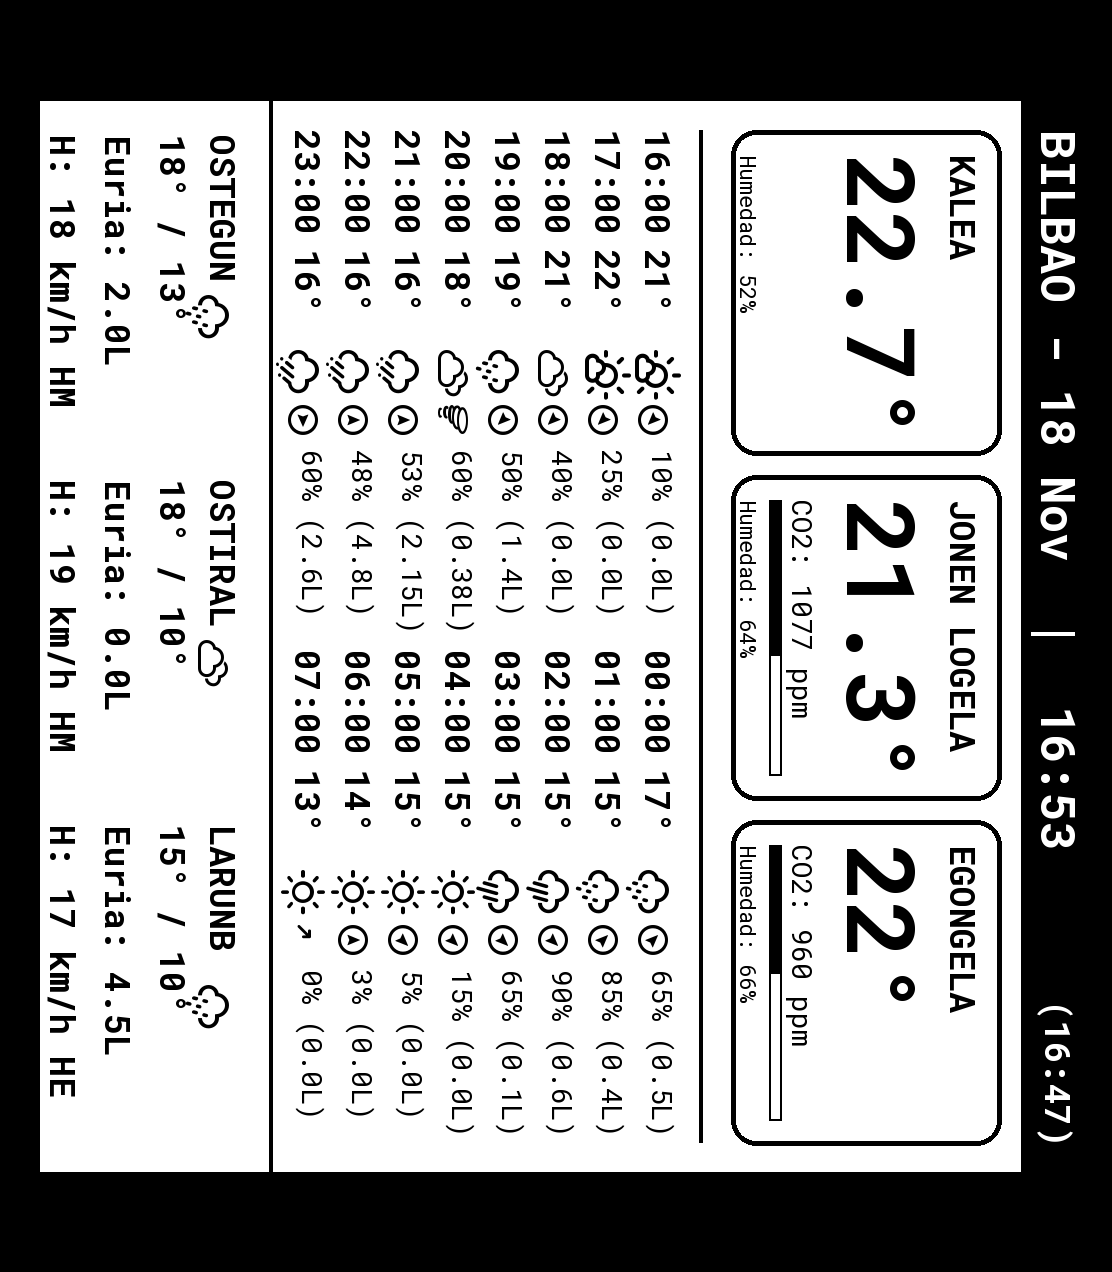 BILBAO - 18 Nov | 16:53 (16:47)
KALEA
22.7°
Humedad: 52%
JONEN LOGELA
21.3°
CO2: 1077 ppm
Humedad: 64%
EGONGELA
22°
CO2: 960 ppm
Humedad: 66%
16:00 21° 10% (0.0L)
17:00 22° 25% (0.0L)
18:00 21° 40% (0.0L)
19:00 19° 50% (1.4L)
20:00 18° 60% (0.38L)
21:00 16° 53% (2.15L)
22:00 16° 48% (4.8L)
23:00 16° 60% (2.6L)
00:00 17° 65% (0.5L)
01:00 15° 85% (0.4L)
02:00 15° 90% (0.6L)
03:00 15° 65% (0.1L)
04:00 15° 15% (0.0L)
05:00 15° 5% (0.0L)
06:00 14° 3% (0.0L)
07:00 13° 0% (0.0L)
OSTEGUN
18° / 13°
Euria: 2.0L
H: 18 km/h HM
OSTIRAL
18° / 10°
Euria: 0.0L
H: 19 km/h HM
LARUNB
15° / 10°
Euria: 4.5L
H: 17 km/h HE